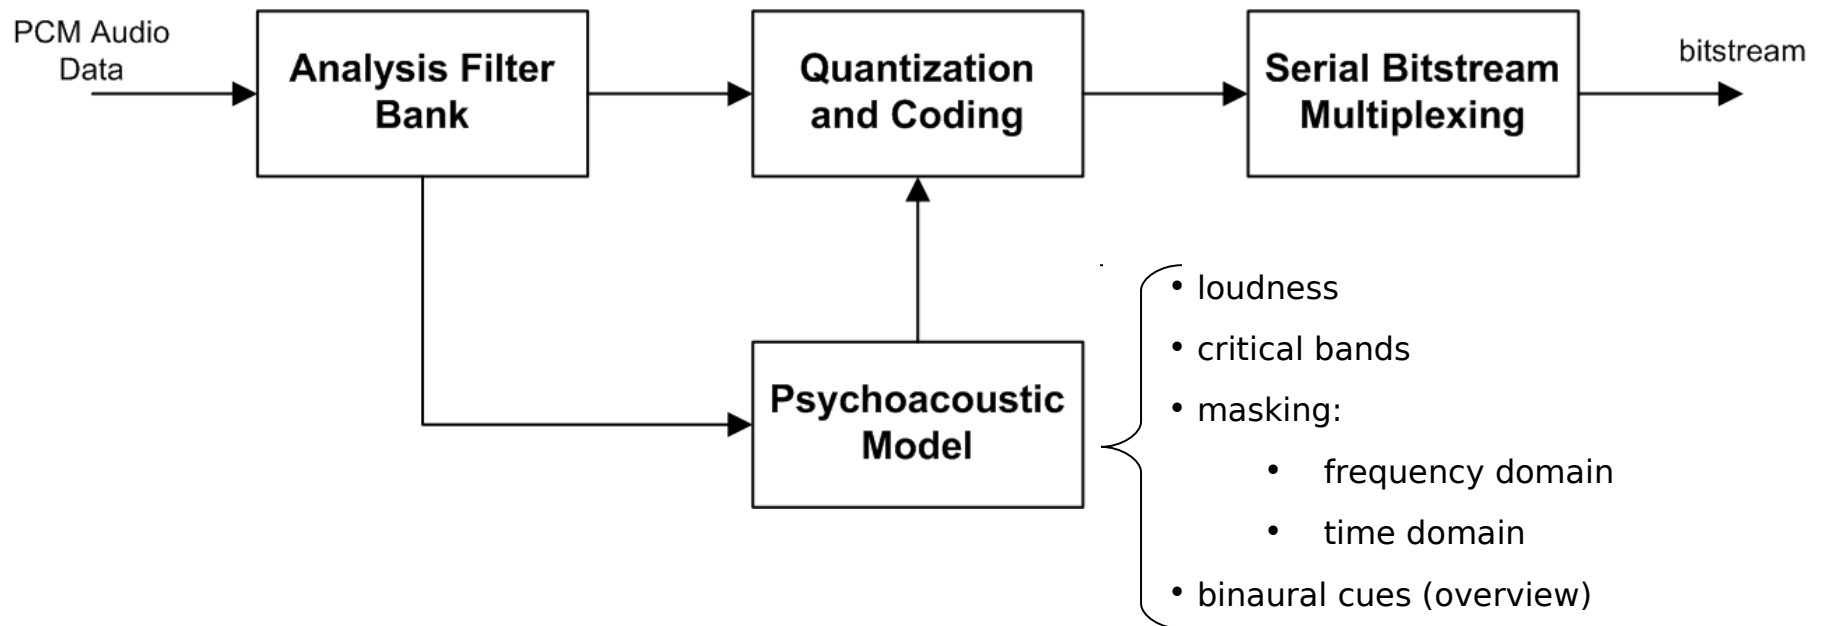 PCM Audio
Data
Analysis Filter
Bank
Quantization
and Coding
Serial Bitstream
Multiplexing
bitstream
Psychoacoustic
Model
• loudness
• critical bands
• masking:
• frequency domain
• time domain
• binaural cues (overview)